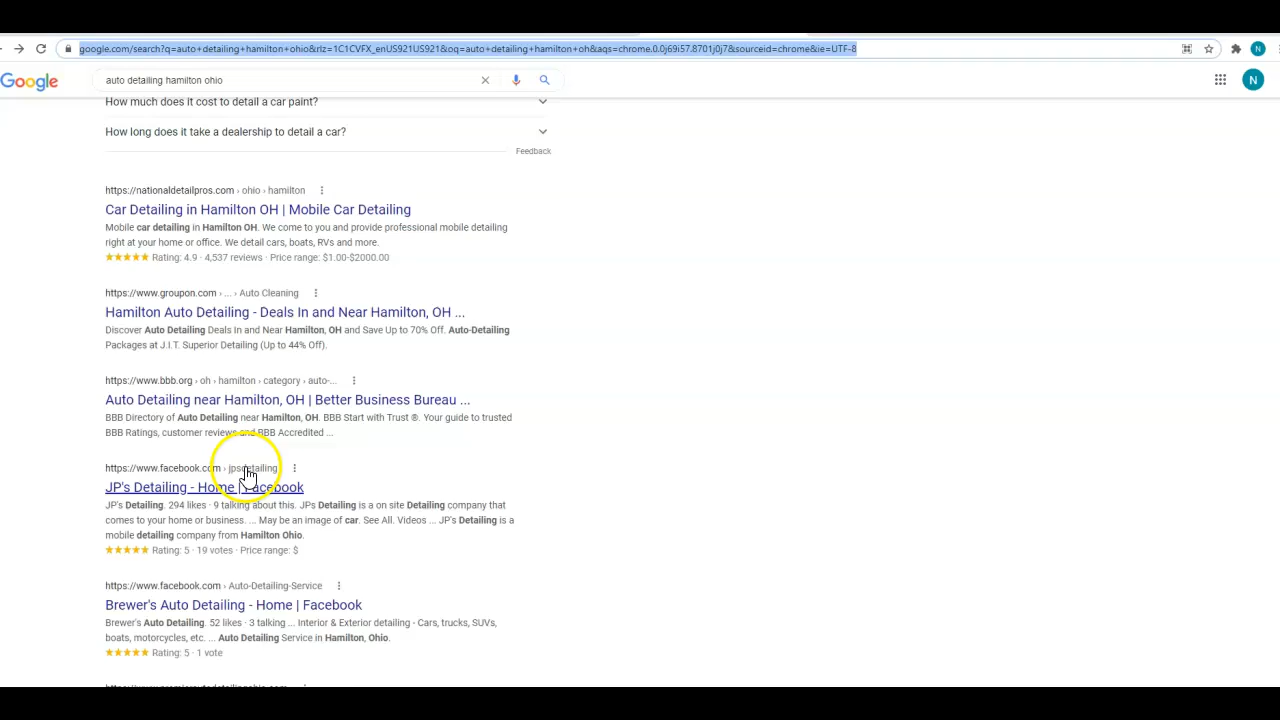 google.com/search?q=auto+detailing+hamilton+ohio&rlz=1C1CVFX_enUS921US921&oq=auto+detailing+hamilton+oh&aqs=chrome.0.0j69i57.8701j0j7&sourceid=chrome&ie=UTF-8
N
Google
auto detailing hamilton ohio
N
How much does it cost to detail a car paint?
How long does it take a dealership to detail a car?
Feedback
https://nationaldetailpros.com › ohio › hamilton
Car Detailing in Hamilton OH | Mobile Car Detailing
Mobile car detailing in Hamilton OH. We come to you and provide professional mobile detailing
right at your home or office. We detail cars, boats, RVs and more.
Rating: 4.9 · 4,537 reviews · Price range: $1.00-$2000.00
https://www.groupon.com › ... › Auto Cleaning
Hamilton Auto Detailing - Deals In and Near Hamilton, OH ...
Discover Auto Detailing Deals In and Near Hamilton, OH and Save Up to 70% Off. Auto-Detailing
Packages at J.I.T. Superior Detailing (Up to 44% Off).
https://www.bbb.org › oh › hamilton › category › auto-...
Auto Detailing near Hamilton, OH | Better Business Bureau ...
BBB Directory of Auto Detailing near Hamilton, OH. BBB Start with Trust ®. Your guide to trusted
BBB Ratings, customer reviews and BBB Accredited ...
https://www.facebook.com › jpsdetailing
JP's Detailing - Home | Facebook
JP's Detailing. 294 likes · 9 talking about this. JPs Detailing is a on site Detailing company that
comes to your home or business. ... May be an image of car. See All. Videos ... JP's Detailing is a
mobile detailing company from Hamilton Ohio.
Rating: 5 · 19 votes · Price range: $
https://www.facebook.com › Auto-Detailing-Service
Brewer's Auto Detailing - Home | Facebook
Brewer's Auto Detailing. 52 likes · 3 talking ... Interior & Exterior detailing - Cars, trucks, SUVs,
boats, motorcycles, etc. ... Auto Detailing Service in Hamilton, Ohio.
Rating: 5 · 1 vote